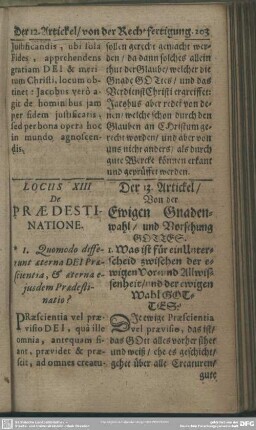 Der 12. Artickel / von der Rechtfertigung. 103
Justificandis, ubi sola
Fides, apprehendens
gratiam DEI & meri-
tum Christi, locum ob-
tinet: Jacobus verò a-
git de hominibus jam
per fidem justificatis,
sed per bona opera hoc
in mundo agnoscen-
dis.
LOCUS XIII
De
PRÆDESTI-
NATIONE.
* 1. Quomodo diffe-
runt æterna DEI Præ-
scientia, & æterna e-
jusdem Prædesti-
natio?
PRæscientia vel præ-
visio DEI, quâ ille
omnia, antequam fi-
ant, prævidet & præ-
scit, ad omnes creatu-
sollen gerecht gemacht wer-
den / da dann solches allein
thut der Glaube / welcher die
Gnade GOttes / und das
Verdienst Christi ergreiffet:
Jacobus aber redet von de-
nen / welche schon durch den
Glauben an CHristum ge-
recht worden / und aber von
uns nicht anders / als durch
gute Wercke können erkant
und geprüffet werden.
Der 13. Artickel /
Von der
Ewigen Gnaden-
wahl / und Vorsehung
GOTTES.
1. Was ist für ein Unter-
scheid zwischen der e-
wigen Vor- und Allwis-
senheit / und der ewigen
Wahl GOT-
TES?
DIe ewige Præscientia
vel prævisio, das ist /
das GOtt alles vorher sihet
und weiß / ehe es geschicht /
gehet über alle Creaturen /
gute